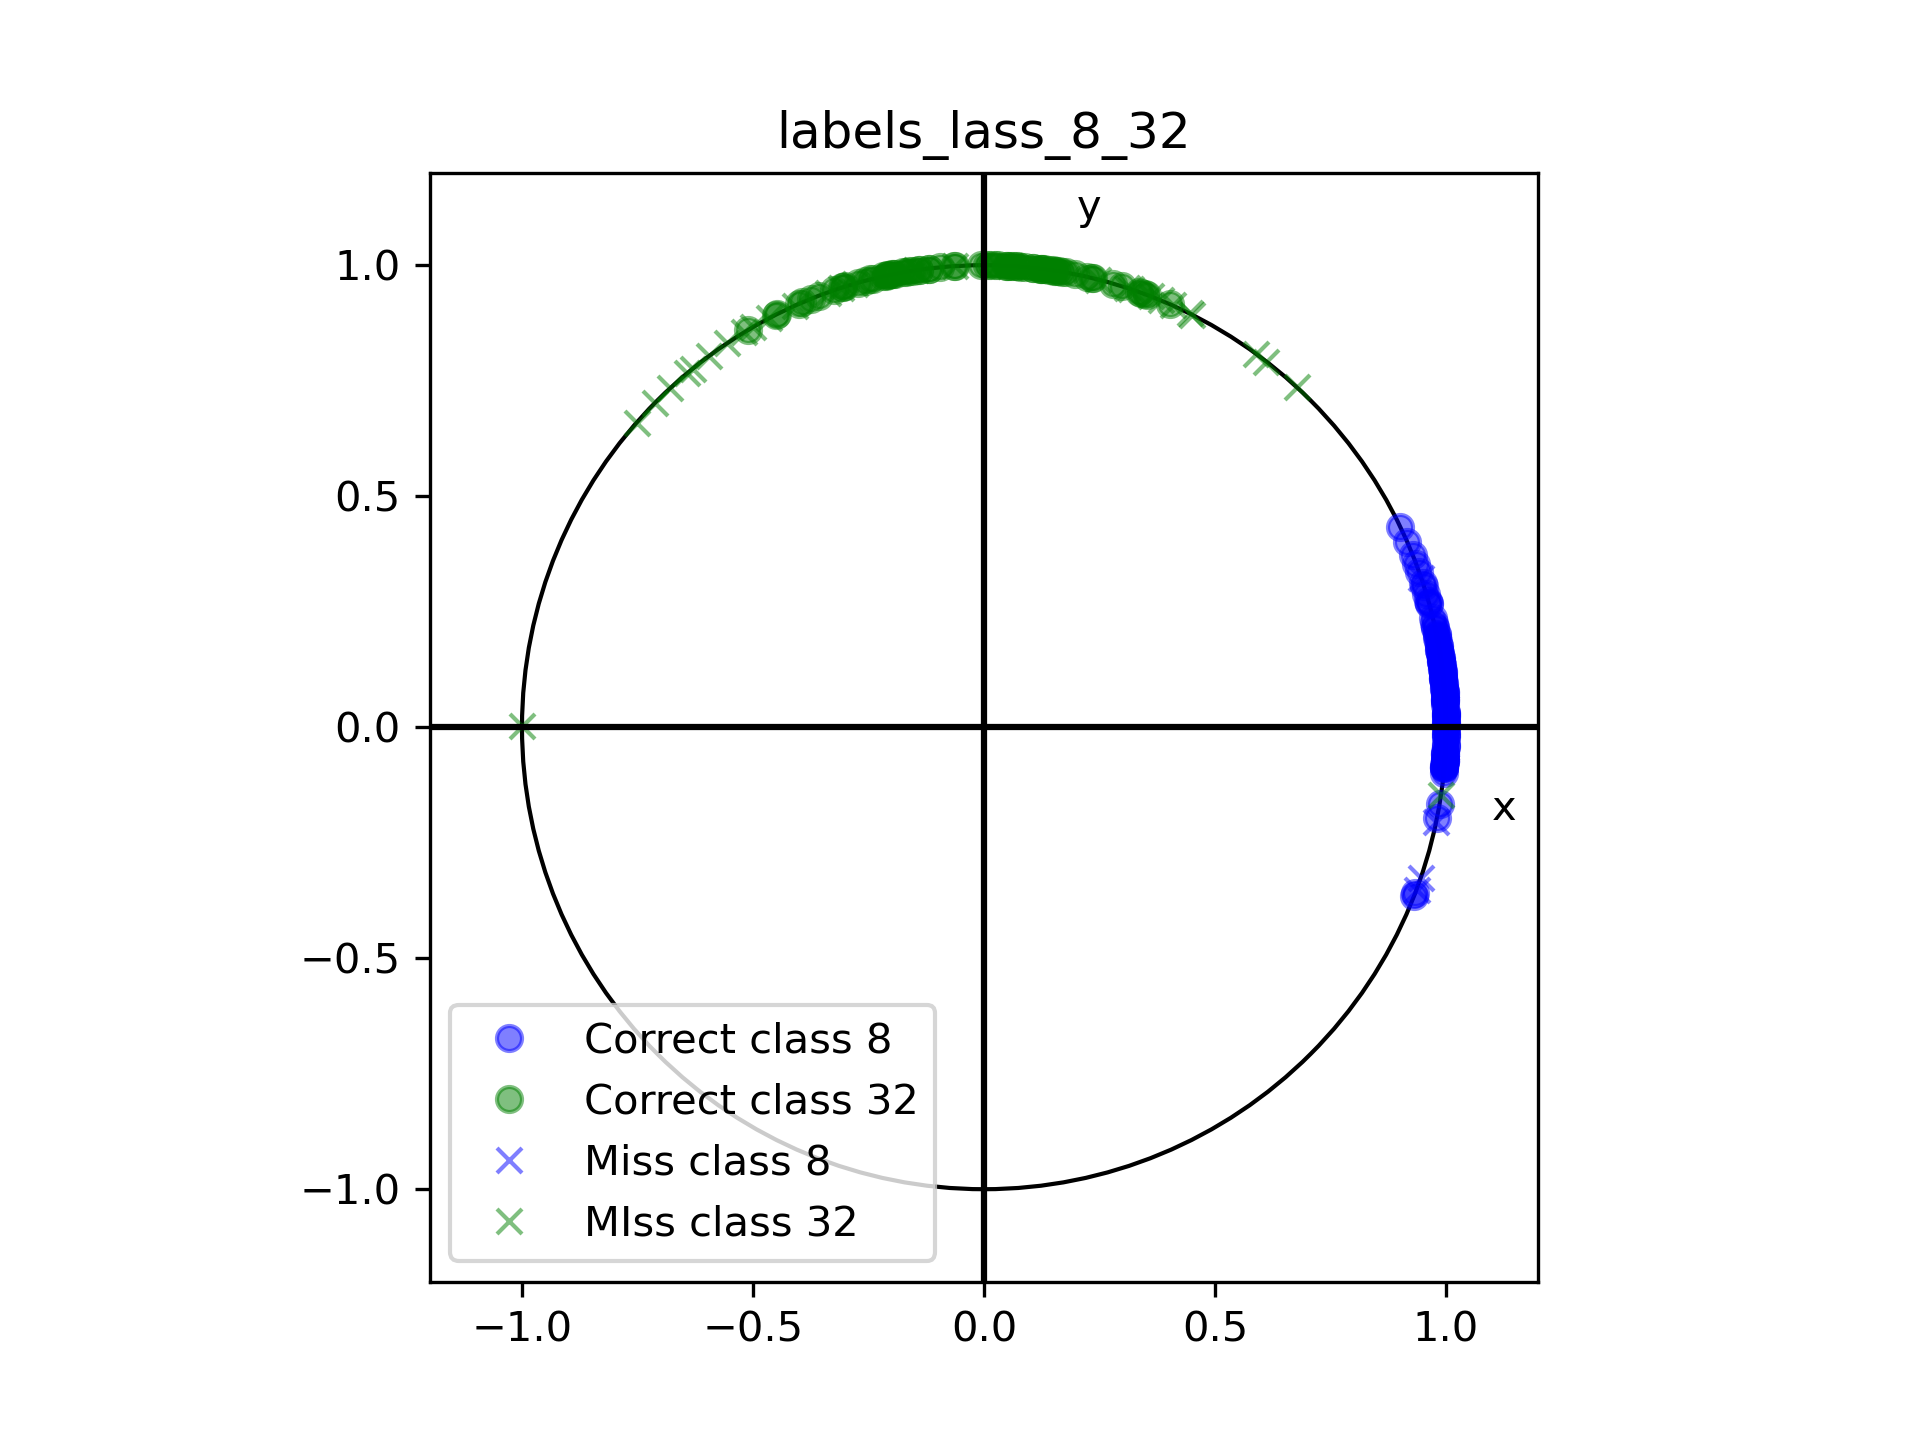 labels_lass_8_32
y
1.0
0.5
0.0
−0.5
−1.0
x
Correct class 8
Correct class 32
Miss class 8
MIss class 32
−1.0 −0.5 0.0 0.5 1.0